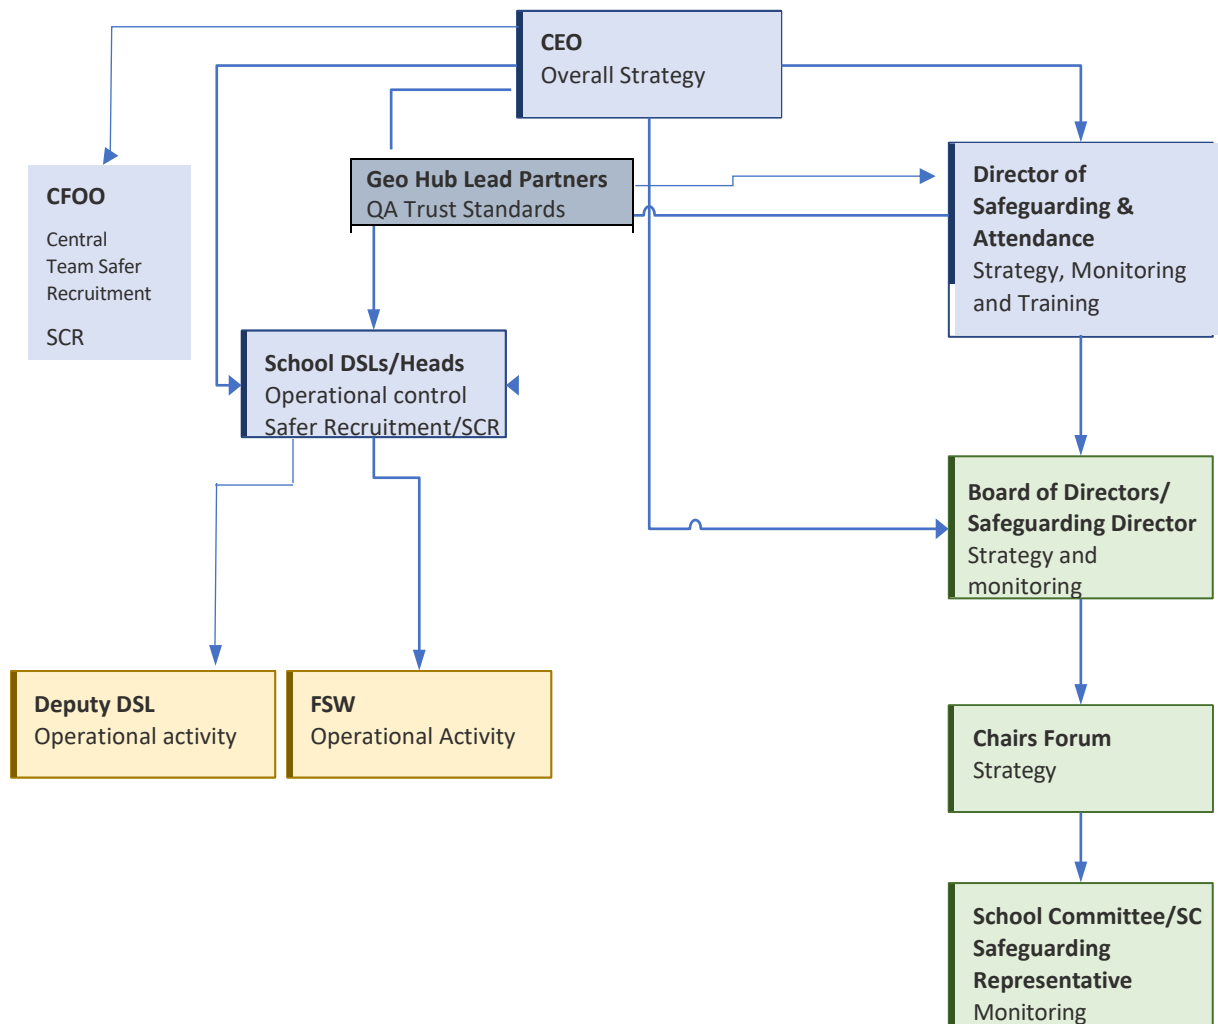 CEO
Overall Strategy
Geo Hub Lead Partners
QA Trust Standards
Director of
Safeguarding &
Attendance
Strategy, Monitoring
and Training
CFOO
Central
Team Safer
Recruitment
SCR
School DSLs/Heads
Operational control
Safer Recruitment/SCR
Board of Directors/
Safeguarding Director
Strategy and
monitoring
Deputy DSL
Operational activity
FSW
Operational Activity
Chairs Forum
Strategy
School Committee/SC
Safeguarding
Representative
Monitoring